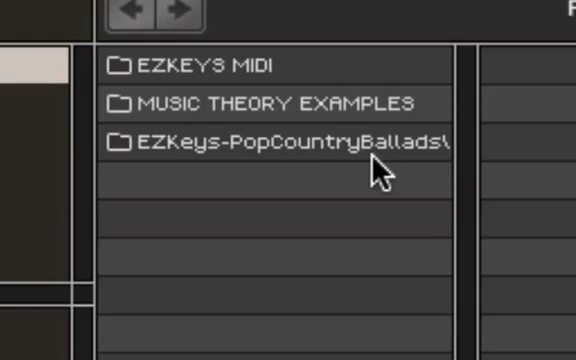 EZKEYS MIDI
MUSIC THEORY EXAMPLES
EZKeys-PopCountryBallads\